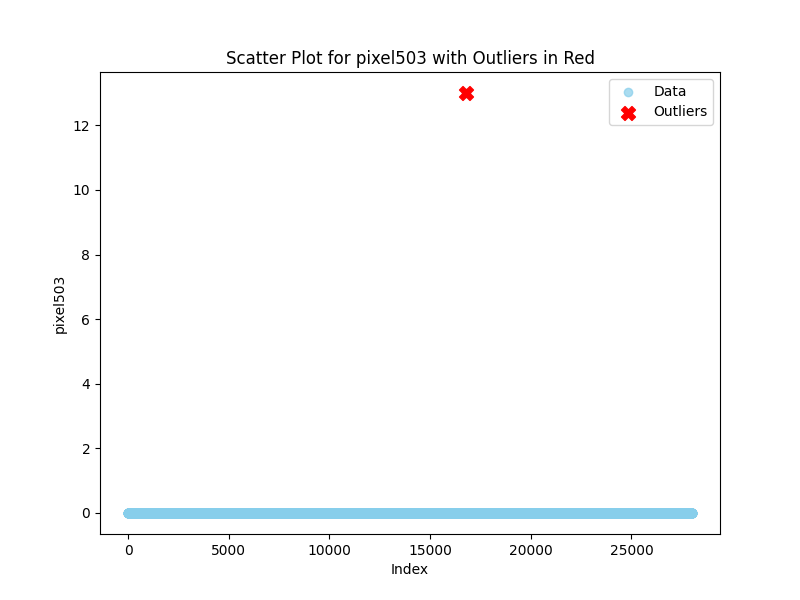 Scatter Plot for pixel503 with Outliers in Red
Data
Outliers
12
10
8
6
4
2
0
pixel503
0 5000 10000 15000 20000 25000
Index